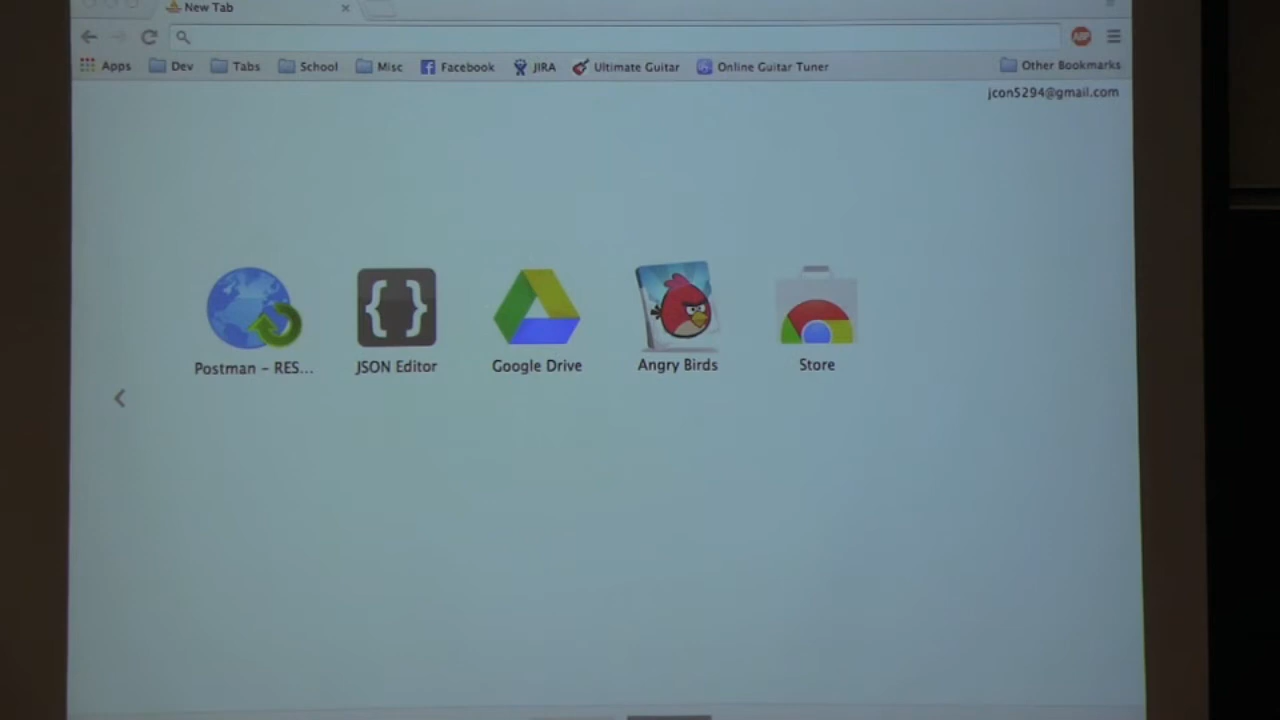 New Tab
ABP
Apps Dev Tabs School Misc Facebook JIRA Ultimate Guitar Online Guitar Tuner Other Bookmarks
jcon5294@gmail.com
Postman - RES... JSON Editor Google Drive Angry Birds Store